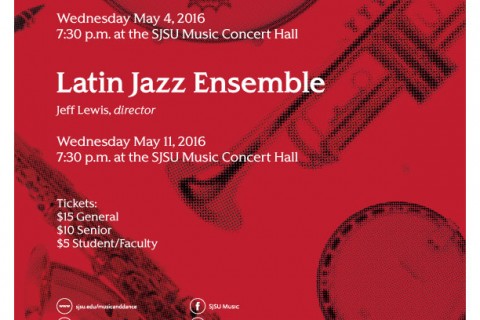 Wednesday May 4, 2016
7:30 p.m. at the SJSU Music Concert Hall
Latin Jazz Ensemble
Jeff Lewis, director
Wednesday May 11, 2016
7:30 p.m. at the SJSU Music Concert Hall
Tickets:
$15 General
$10 Senior
$5 Student/Faculty
sjsu.edu/musicanddance
SJSU Music